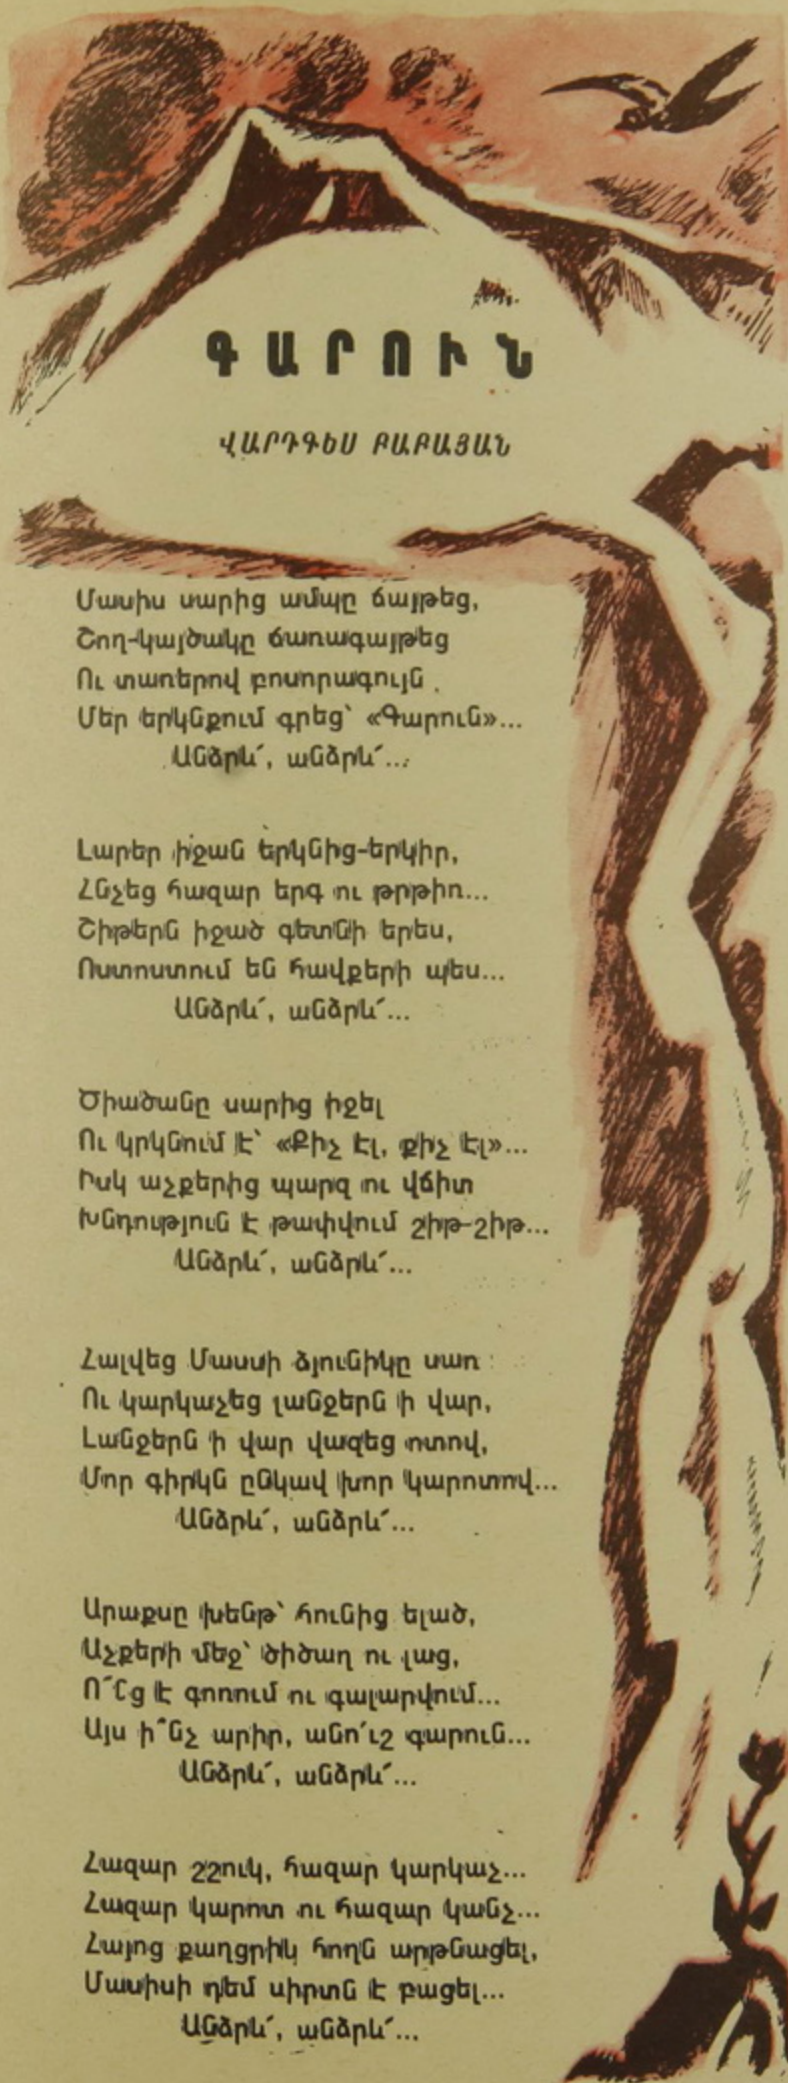 ԳԱՐՈՒՆ
ՎԱՐԴԳԵՍ ԲԱԲԱՅԱՆ
Մասիս սարից ամպը ճայթեց,
Շող-կայծակը ճառագայթեց
Ու տառերով բոսորագույն
Մեր երկնքում գրեց՝ «Գարուն»...
Անձրև՜, անձրև՜...
Լարեր իջան երկնից-երկիր,
Հնչեց հազար երգ ու թրթիռ...
Շիթերն իջած գետնի երես,
Ոստոստում են հավքերի պես...
Անձրև՜, անձրև՜...
Ծիածանը սարից իջել
Ու կրկնում է՝ «Քիչ էլ, քիչ էլ»...
Իսկ աչքերից պարզ ու վճիտ
Խնդություն է թափվում շիթ-շիթ...
Անձրև՜, անձրև՜...
Հալվեց Մասսի ձյունիկը սառ
Ու կարկաչեց լանջերն ի վար,
Լանջերն ի վար վազեց ոտով,
Մոր գիրկն ընկավ խոր կարոտով...
Անձրև՜, անձրև՜...
Արաքսը խենթ՝ հունից ելած,
Աչքերի մեջ՝ ծիծաղ ու լաց,
Ո՜նց է գոռում ու գալարվում...
Այս ի՞նչ արիր, անո՛ւշ գարուն...
Անձրև՜, անձրև՜...
Հազար շշուկ, հազար կարկաչ...
Հազար կարոտ ու հազար կանչ...
Հայոց քաղցրիկ հողն արթնացել,
Մասիսի դեմ սիրտն է բացել...
Անձրև՜, անձրև՜...